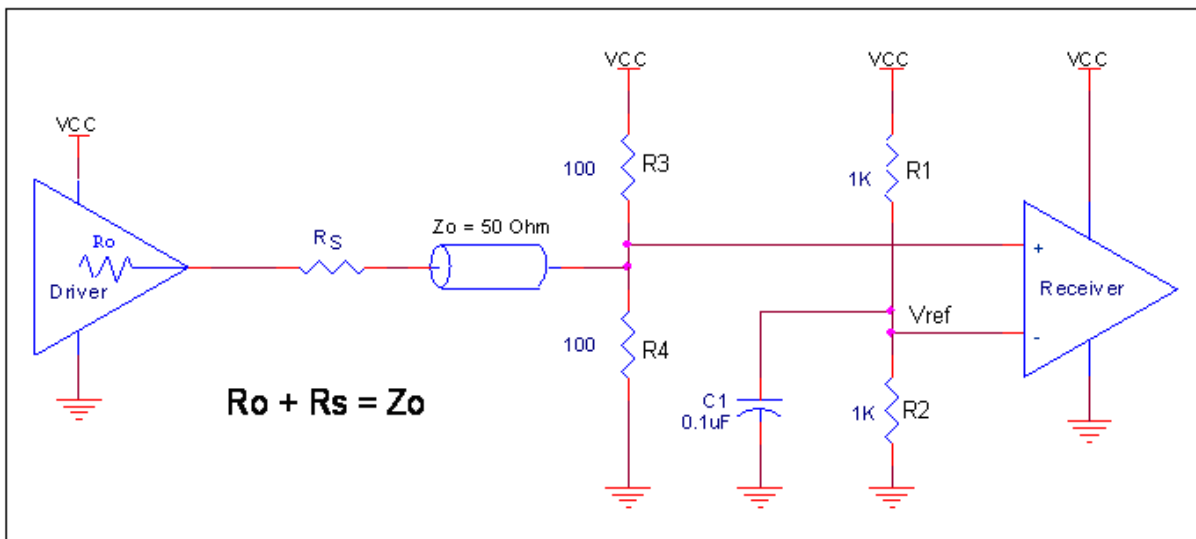 VCC
VCC
VCC
VCC
100
R3
1K
R1
Zo = 50 Ohm
Ro
RS
Driver
+
Receiver
Vref
-
100
R4
Ro + Rs = Zo
C1
0.1uF
1K
R2